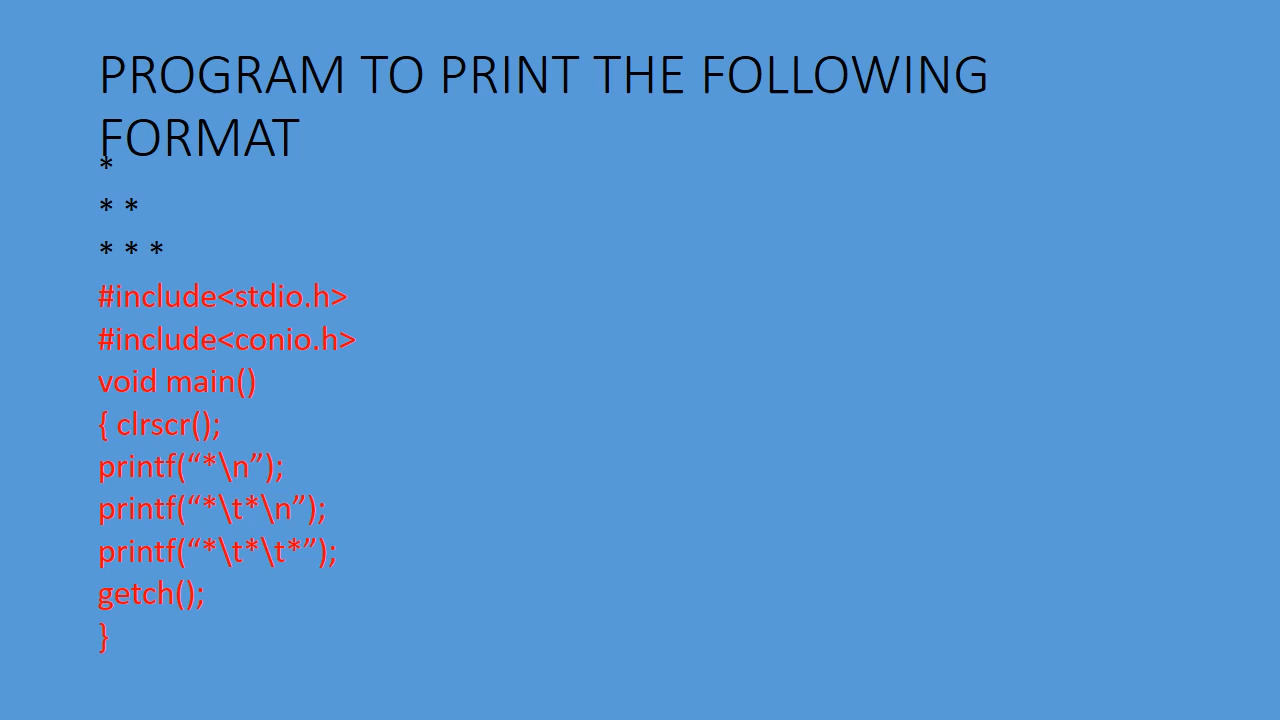 PROGRAM TO PRINT THE FOLLOWING
FORMAT
*
* *
* * *
#include<stdio.h>
#include<conio.h>
void main()
{ clrscr();
printf(“*\n”);
printf(“*\t*\n”);
printf(“*\t*\t*”);
getch();
}